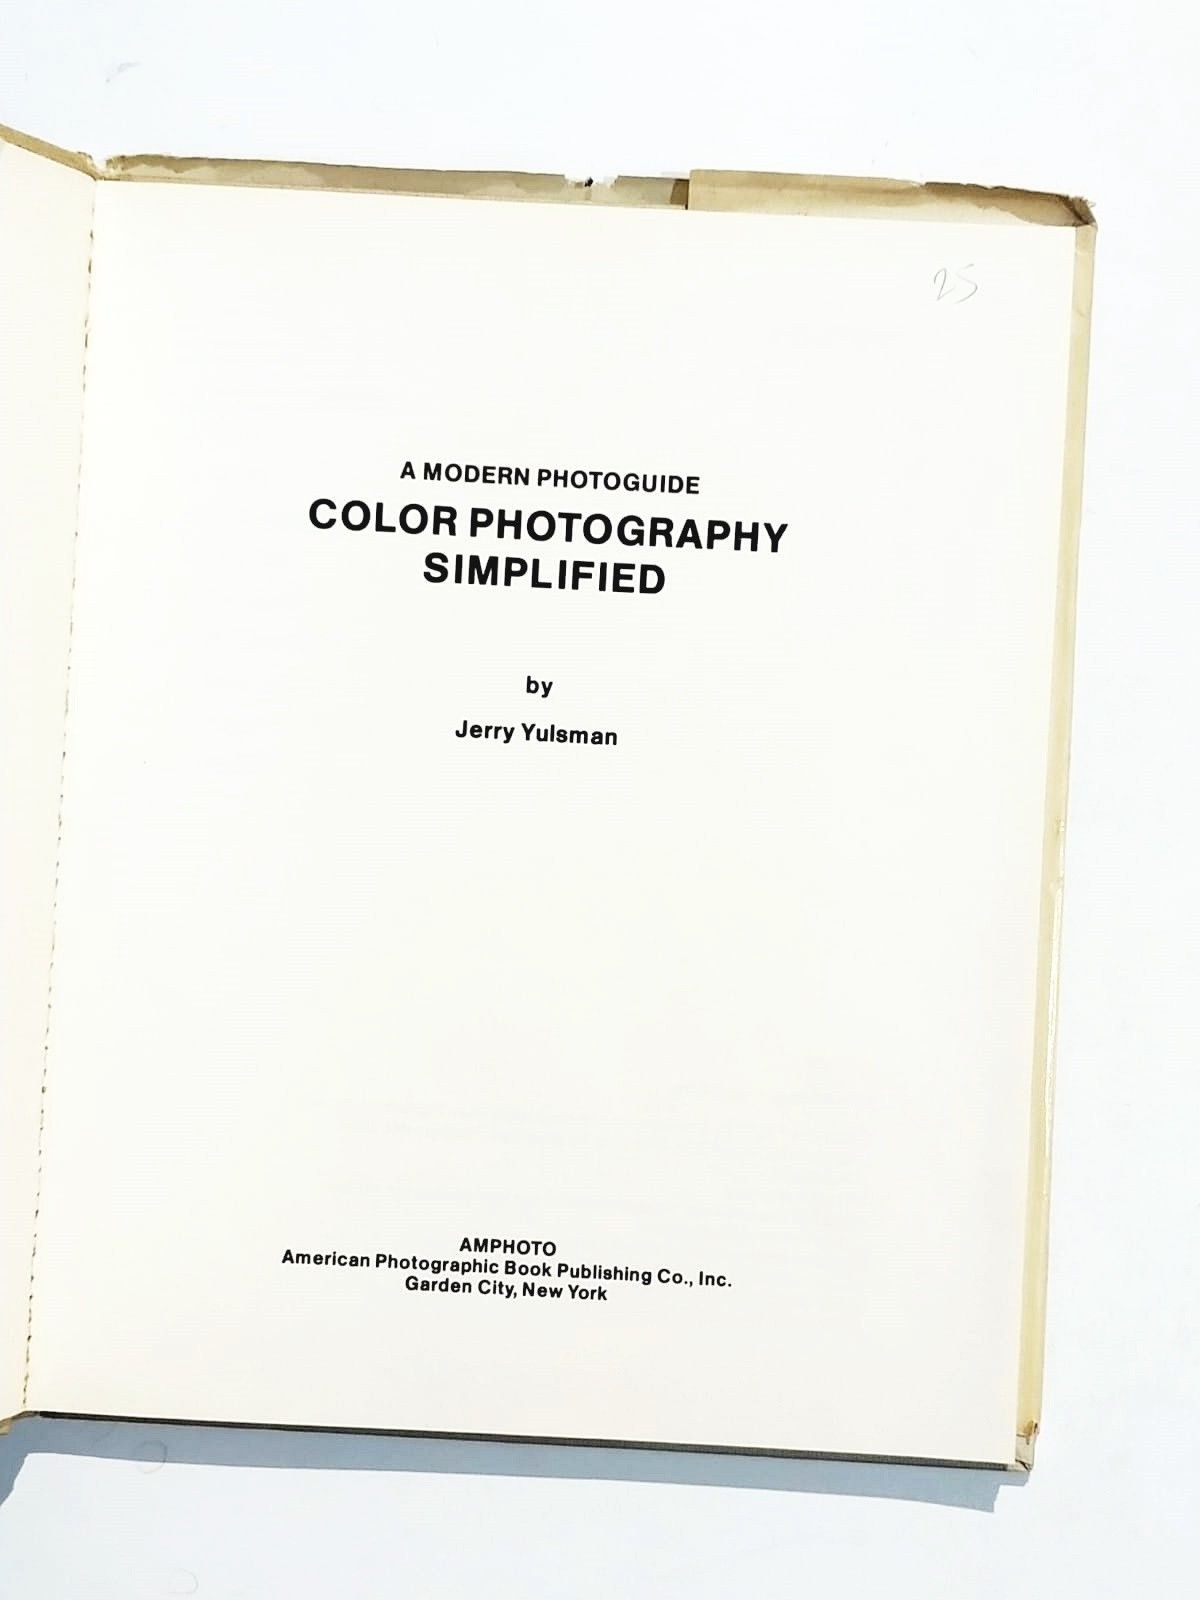 25
A MODERN PHOTOGUIDE
COLOR PHOTOGRAPHY
SIMPLIFIED
by
Jerry Yulsman
AMPHOTO
American Photographic Book Publishing Co., Inc.
Garden City, New York